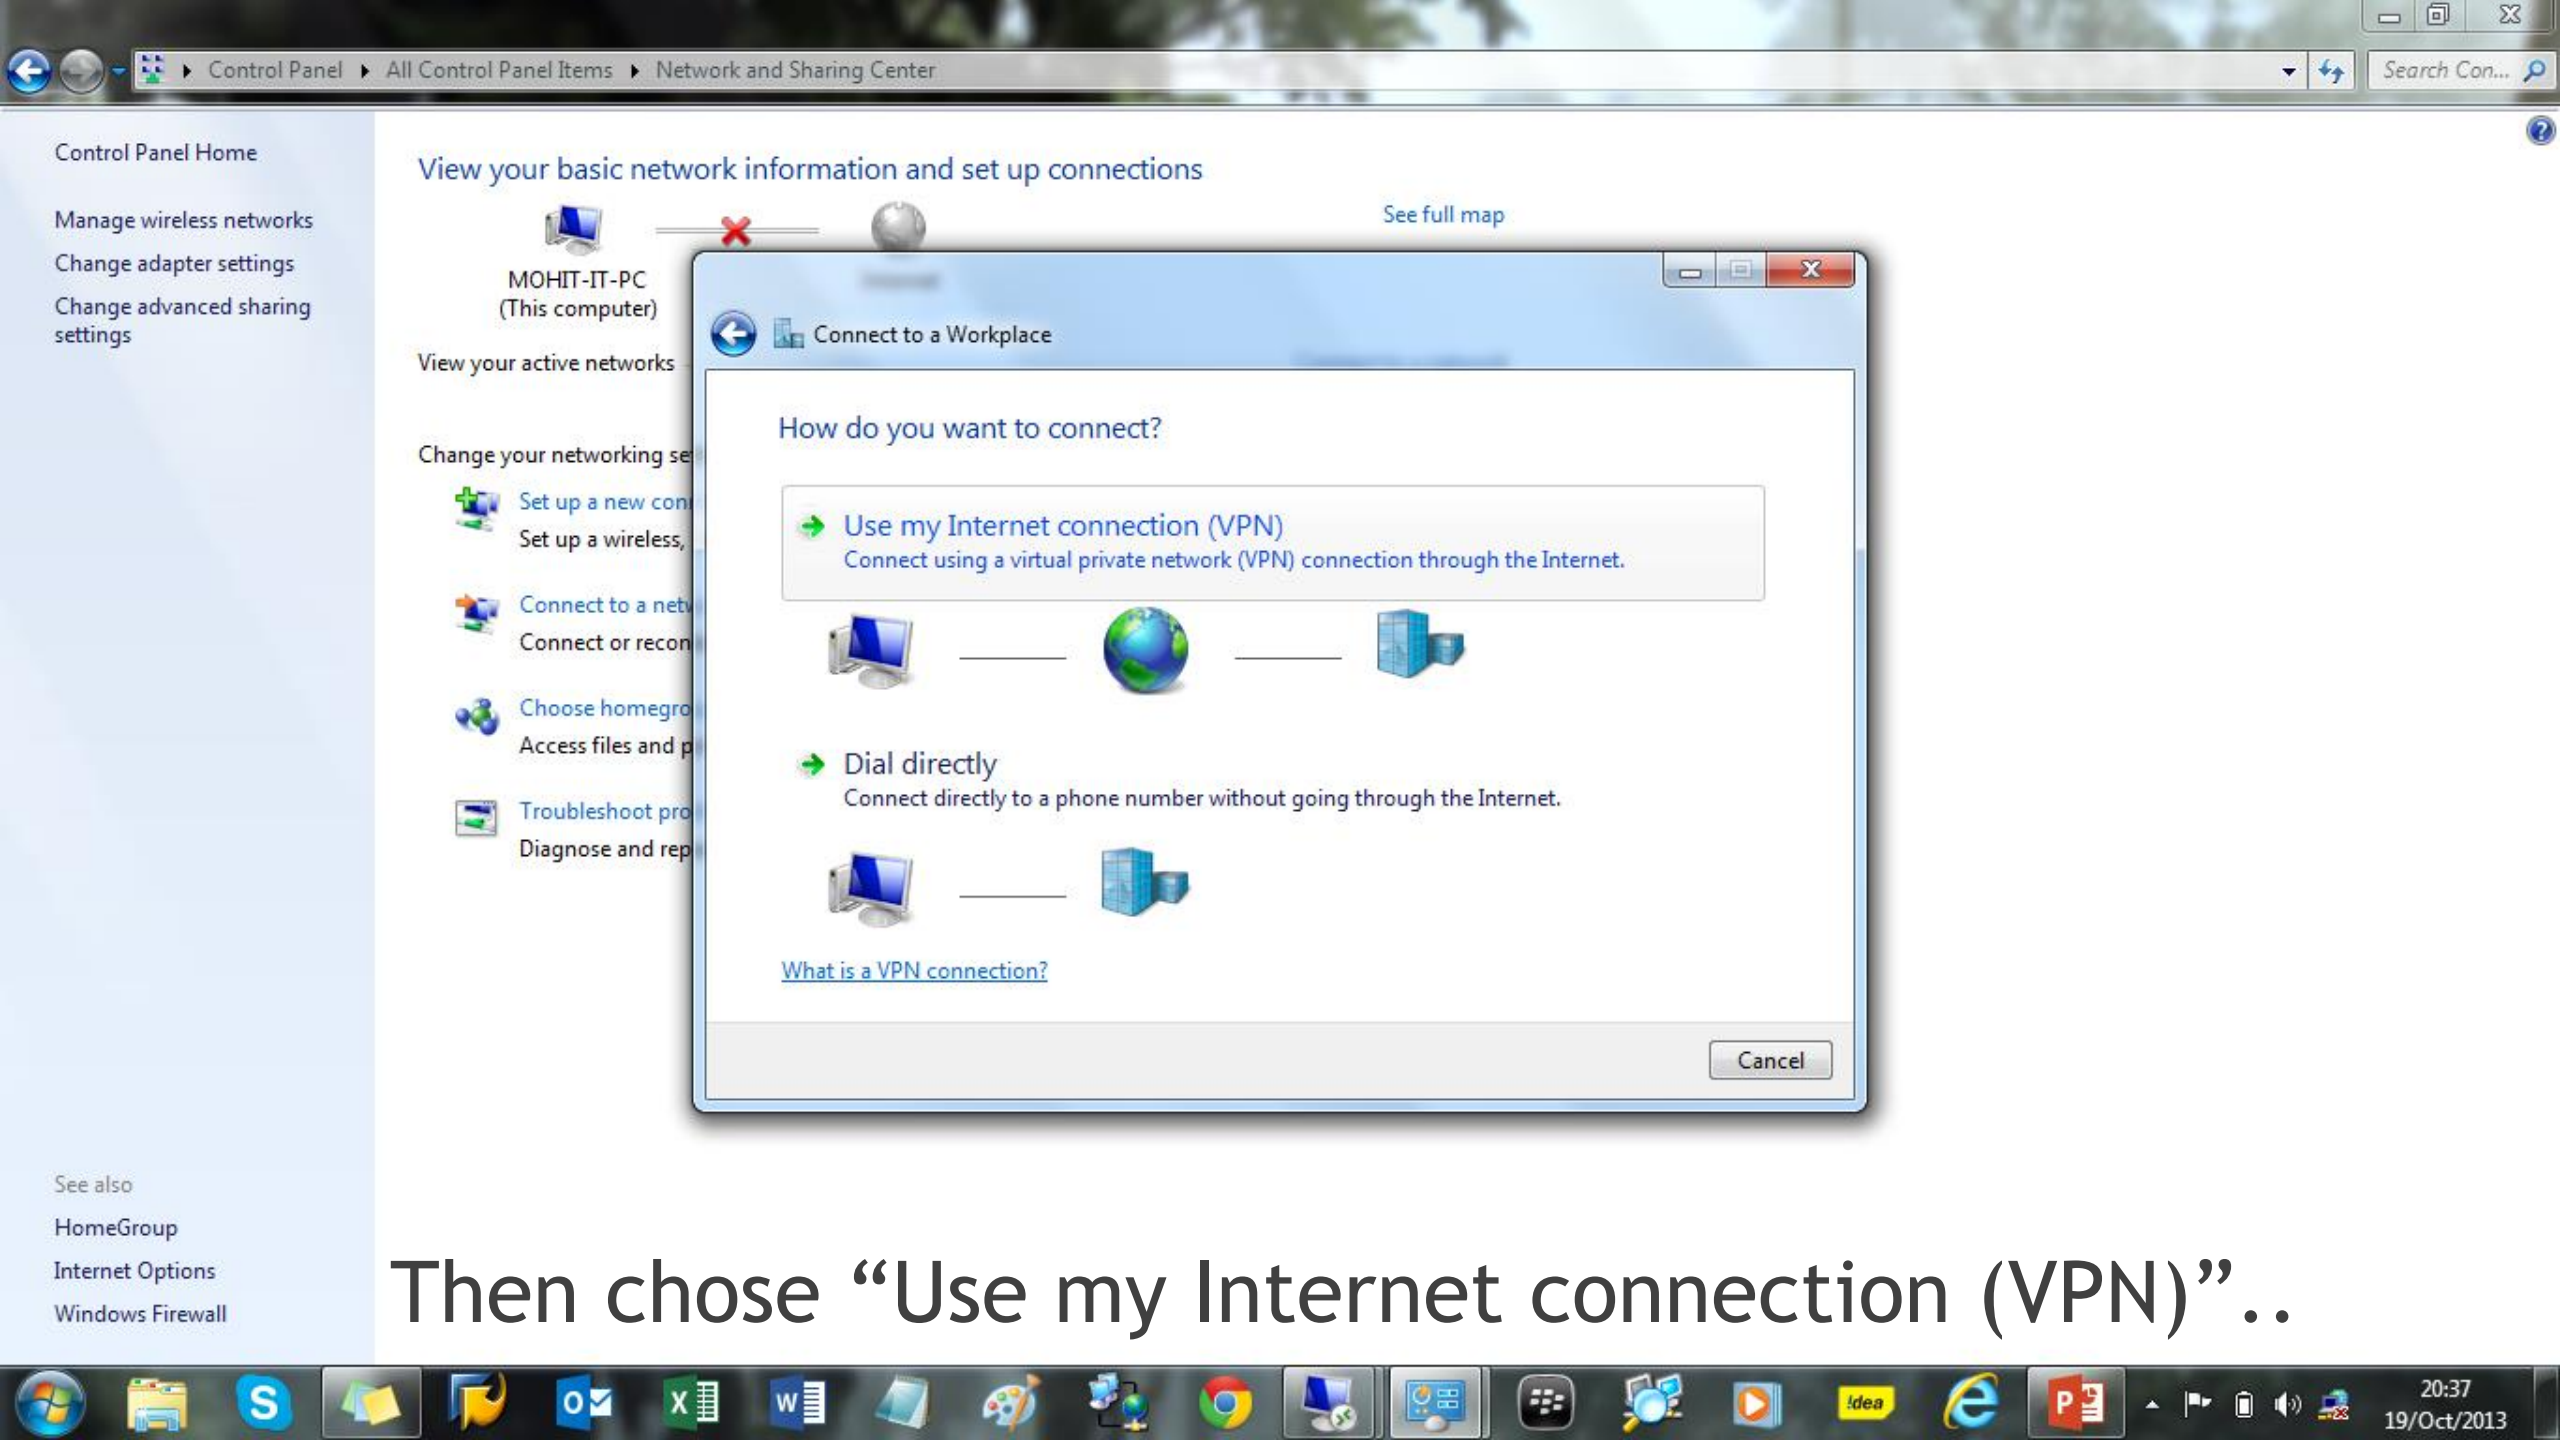 Control Panel
All Control Panel Items
Network and Sharing Center
Search Con...
Control Panel Home
Manage wireless networks
Change adapter settings
Change advanced sharing
settings
View your basic network information and set up connections
See full map
MOHIT-IT-PC
(This computer)
View your active networks
Change your networking se
Set up a new con
Set up a wireless,
Connect to a netw
Connect or recon
Choose homegro
Access files and p
Troubleshoot pro
Diagnose and rep
Connect to a Workplace
How do you want to connect?
Use my Internet connection (VPN)
Connect using a virtual private network (VPN) connection through the Internet.
Dial directly
Connect directly to a phone number without going through the Internet.
What is a VPN connection?
Cancel
See also
HomeGroup
Internet Options
Windows Firewall
Then chose “Use my Internet connection (VPN)”..
!dea
20:37
19/Oct/2013